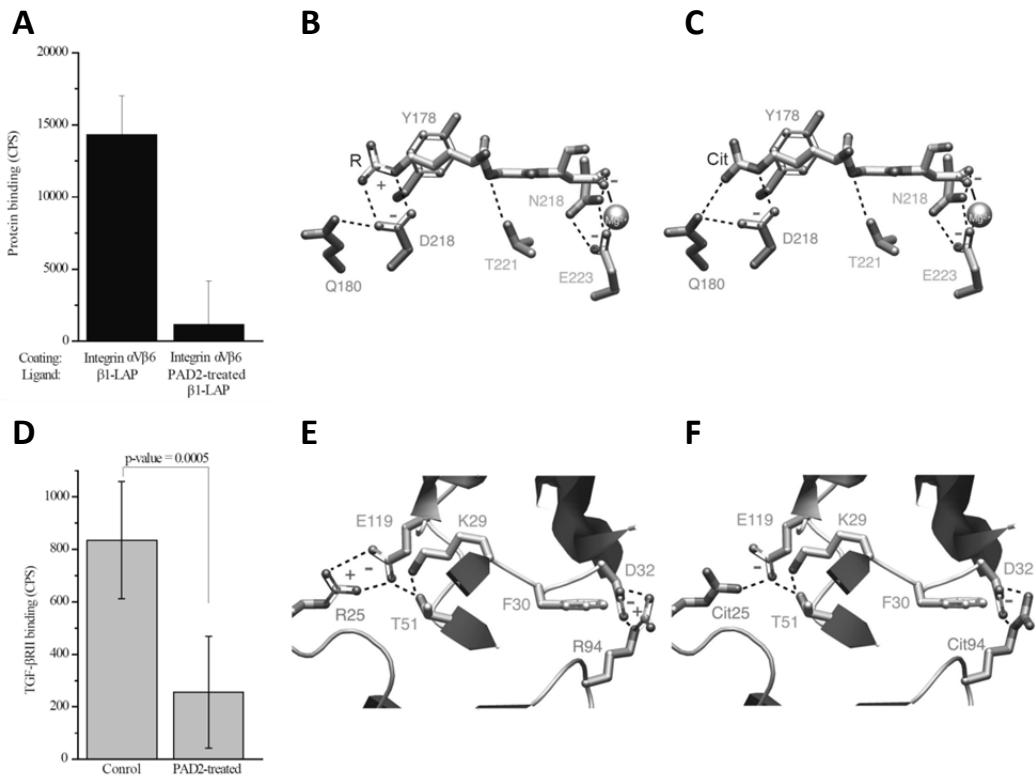 A
20000
15000
10000
5000
0
Protein binding (CPS)
Coating: Integrin αVβ6 Integrin αVβ6
Ligand: β1-LAP PAD2-treated
β1-LAP
B
Y178
R
+
-
D218
Q180
T221
N218
-
-
E223
C
Y178
Cit
-
D218
Q180
T221
N218
-
-
E223
D
p-value = 0.0005
1000
800
600
400
200
0
TGF-βRII binding (CPS)
Conrol PAD2-treated
E
E119
K29
+ -
R25
T51
F30
D32
-
+
R94
F
E119
K29
-
Cit25
T51
F30
D32
-
Cit94